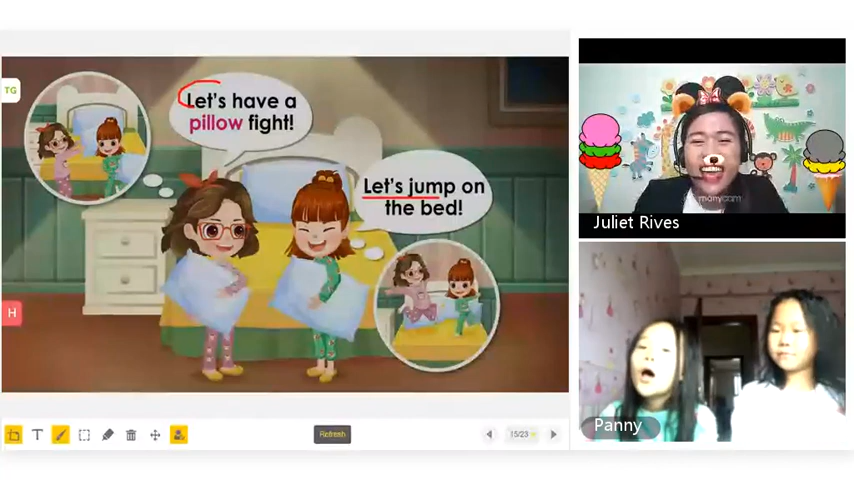 TG
Let's have a
pillow fight!
Let's jump on
the bed!
H
T
Refresh
15/23
manycam
Juliet Rives
Panny